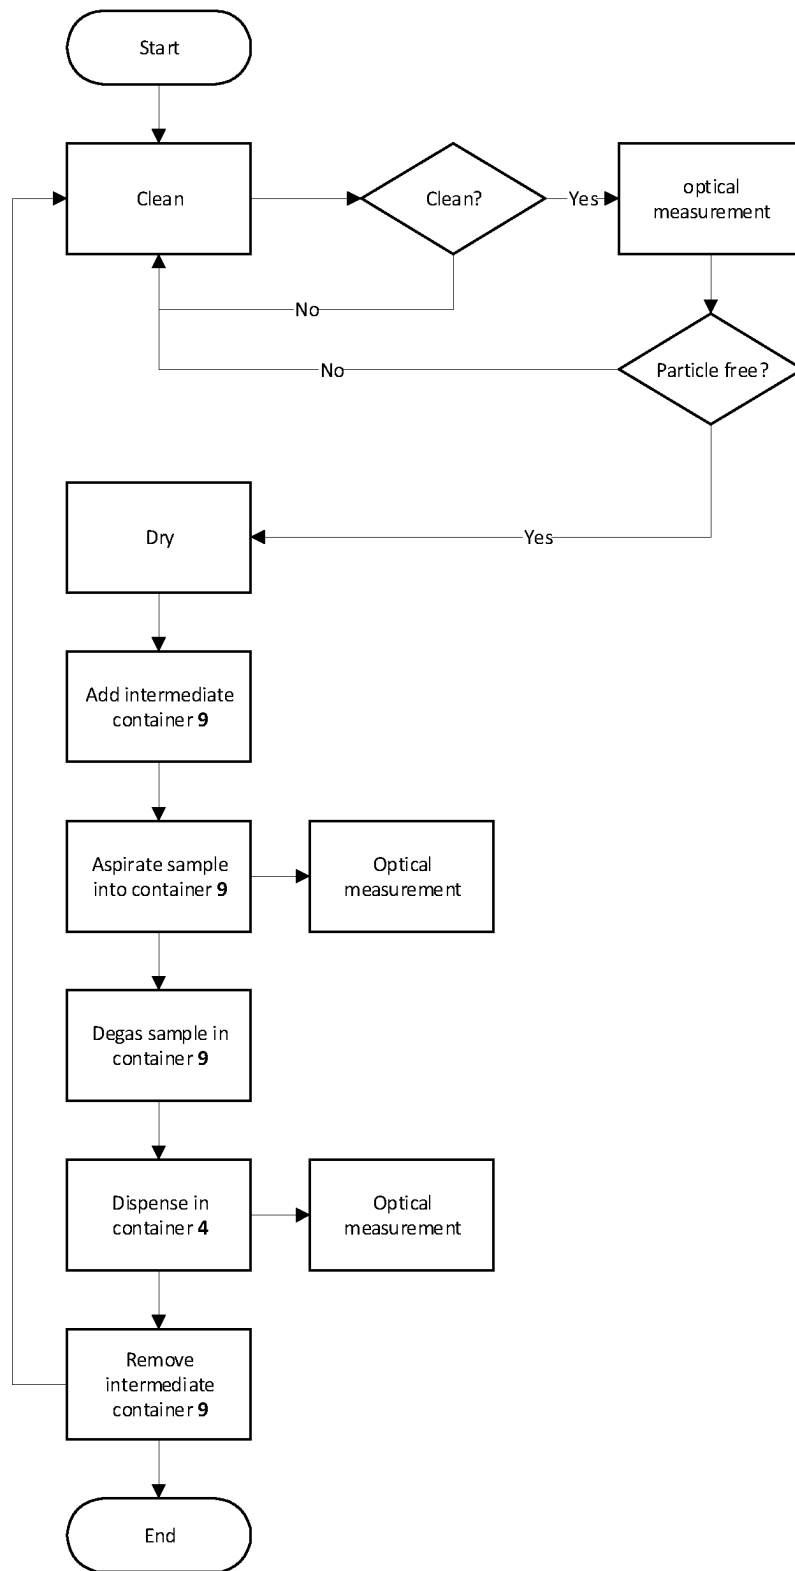 Start
Clean
Clean?
Yes
optical
measurement
No
No
Particle free?
Dry
Yes
Add intermediate
container 9
Aspirate sample
into container 9
Optical
measurement
Degas sample in
container 9
Dispense in
container 4
Optical
measurement
Remove
intermediate
container 9
End